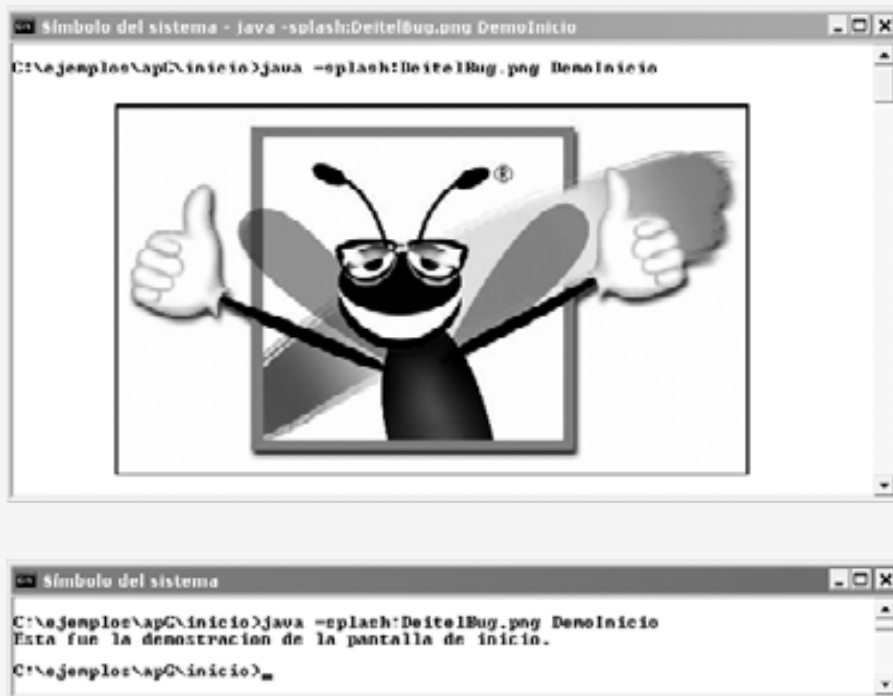 Símbolo del sistema - java -splash:DeitelBug.png DemoInicio
C:\ejemplos\apG\inicio>java -splash:DeitelBug.png DemoInicio
®
Símbolo del sistema
C:\ejemplos\apG\inicio>java -splash:DeitelBug.png DemoInicio
Esta fue la demostracion de la pantalla de inicio.
C:\ejemplos\apG\inicio>_